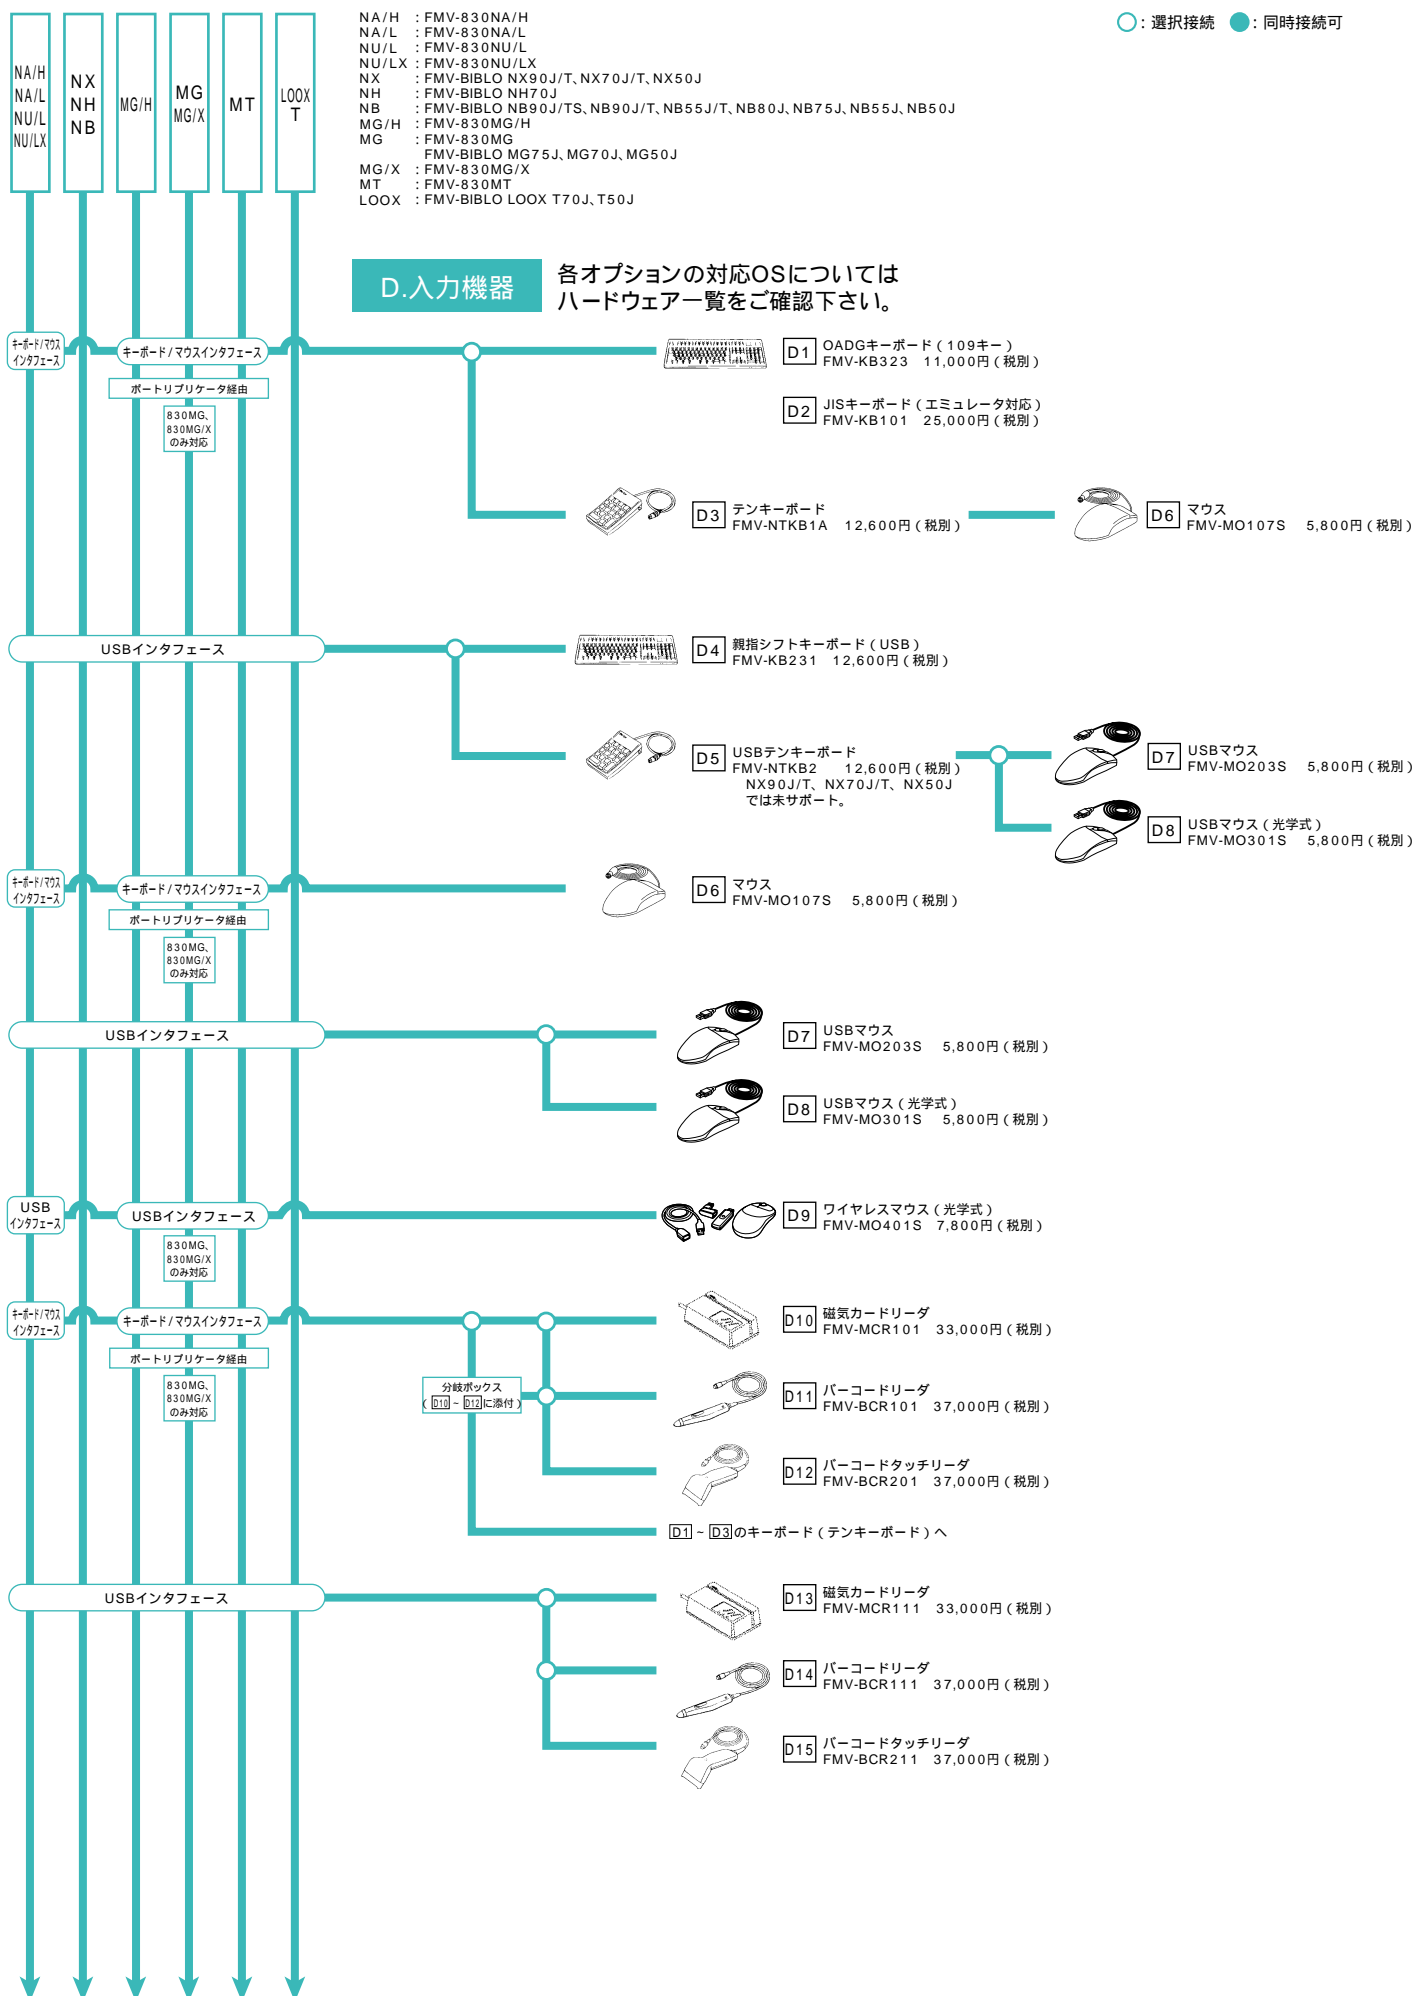 NA/H
NA/L
NU/L
NU/LX
NX
NH
NB
MG/H
MG
MG/X
MT
LOOX
T
NA/H : FMV-830NA/H
NA/L : FMV-830NA/L
NU/L : FMV-830NU/L
NU/LX : FMV-830NU/LX
NX : FMV-BIBLO NX90J/T、NX70J/T、NX50J
NH : FMV-BIBLO NH70J
NB : FMV-BIBLO NB90J/TS、NB90J/T、NB55J/T、NB80J、NB75J、NB55J、NB50J
MG/H : FMV-830MG/H
MG : FMV-830MG
FMV-BIBLO MG75J、MG70J、MG50J
MG/X : FMV-830MG/X
MT : FMV-830MT
LOOX : FMV-BIBLO LOOX T70J、T50J
○ : 選択接続 ● : 同時接続可
D.入力機器
各オプションの対応OSについては
ハードウェア一覧をご確認下さい。
キーボード/マウス
インタフェース
キーボード/マウスインタフェース
ポートリプリケータ経由
830MG、
830MG/X
のみ対応
D1 OADGキーボード(109キー)
FMV-KB323 11,000円(税別)
D2 JISキーボード(エミュレータ対応)
FMV-KB101 25,000円(税別)
D3 テンキーボード
FMV-NTKB1A 12,600円(税別)
D6 マウス
FMV-MO107S 5,800円(税別)
USBインタフェース
D4 親指シフトキーボード(USB)
FMV-KB231 12,600円(税別)
D5 USBテンキーボード
FMV-NTKB2 12,600円(税別)
NX90J/T、NX70J/T、NX50J
では未サポート。
D7 USBマウス
FMV-MO203S 5,800円(税別)
D8 USBマウス(光学式)
FMV-MO301S 5,800円(税別)
キーボード/マウス
インタフェース
キーボード/マウスインタフェース
ポートリプリケータ経由
830MG、
830MG/X
のみ対応
D6 マウス
FMV-MO107S 5,800円(税別)
USBインタフェース
D7 USBマウス
FMV-MO203S 5,800円(税別)
D8 USBマウス(光学式)
FMV-MO301S 5,800円(税別)
USB
インタフェース
USBインタフェース
830MG、
830MG/X
のみ対応
D9 ワイヤレスマウス(光学式)
FMV-MO401S 7,800円(税別)
キーボード/マウス
インタフェース
キーボード/マウスインタフェース
ポートリプリケータ経由
830MG、
830MG/X
のみ対応
分岐ボックス
(D10 ~ D12に添付)
D10 磁気カードリーダ
FMV-MCR101 33,000円(税別)
D11 バーコードリーダ
FMV-BCR101 37,000円(税別)
D12 バーコードタッチリーダ
FMV-BCR201 37,000円(税別)
D1 ~ D3のキーボード(テンキーボード)へ
USBインタフェース
D13 磁気カードリーダ
FMV-MCR111 33,000円(税別)
D14 バーコードリーダ
FMV-BCR111 37,000円(税別)
D15 バーコードタッチリーダ
FMV-BCR211 37,000円(税別)